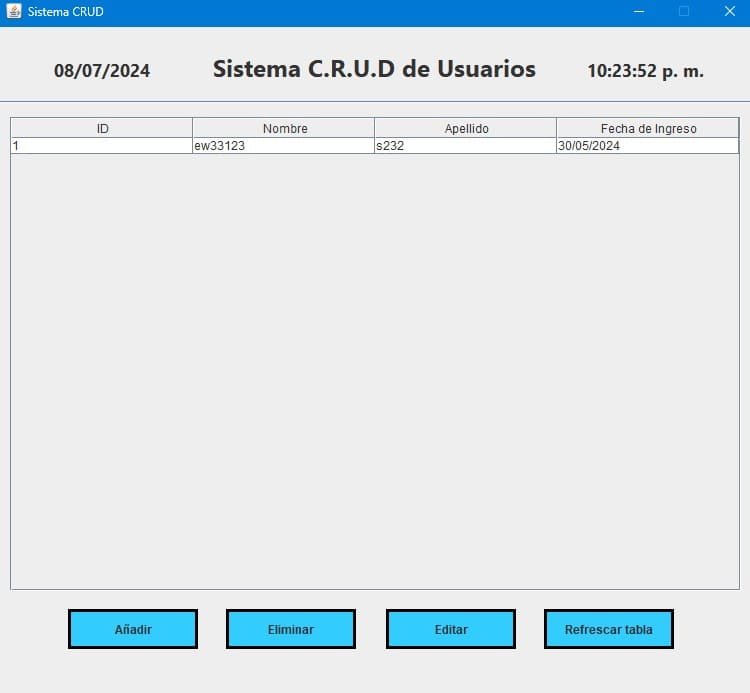 Sistema CRUD
08/07/2024 Sistema C.R.U.D de Usuarios 10:23:52 p. m.
ID Nombre Apellido Fecha de Ingreso
1 ew33123 s232 30/05/2024
Añadir Eliminar Editar Refrescar tabla